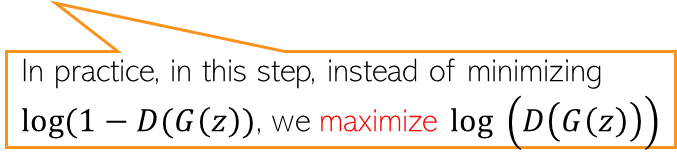 In practice, in this step, instead of minimizing
log(1 − D(G(z)), we maximize log (D(G(z)))